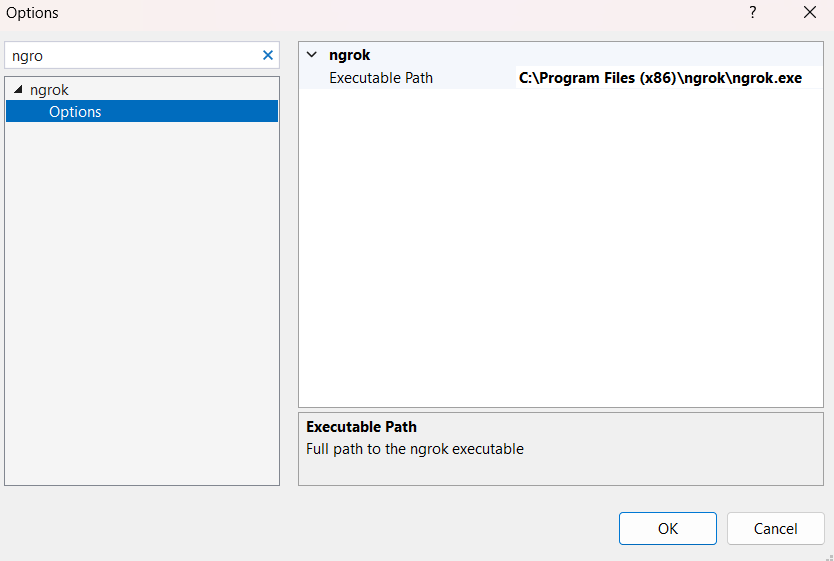 Options
?
ngro
ngrok
Options
ngrok
Executable Path C:\Program Files (x86)\ngrok\ngrok.exe
Executable Path
Full path to the ngrok executable
OK Cancel